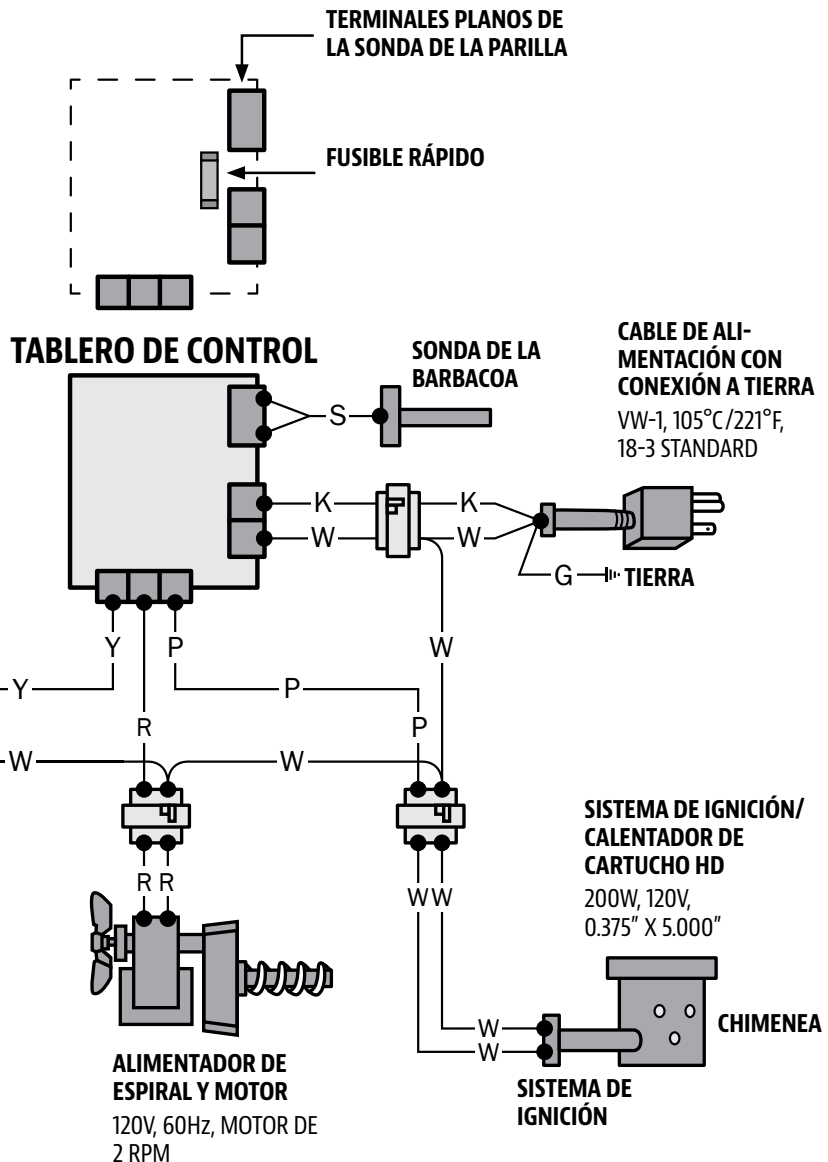 TERMINALES PLANOS DE
LA SONDA DE LA PARILLA
FUSIBLE RÁPIDO
TABLERO DE CONTROL
SONDA DE LA
BARBACOA
CABLE DE ALI-
MENTACIÓN CON
CONEXIÓN A TIERRA
VW-1, 105°C/221°F,
18-3 STANDARD
S
K
K
W
W
G
TIERRA
Y
P
W
Y
P
R
P
W
W
R R
W W
SISTEMA DE IGNICIÓN/
CALENTADOR DE
CARTUCHO HD
200W, 120V,
0.375" X 5.000"
W
W
CHIMENEA
ALIMENTADOR DE
ESPIRAL Y MOTOR
120V, 60Hz, MOTOR DE
2 RPM
SISTEMA DE
IGNICIÓN